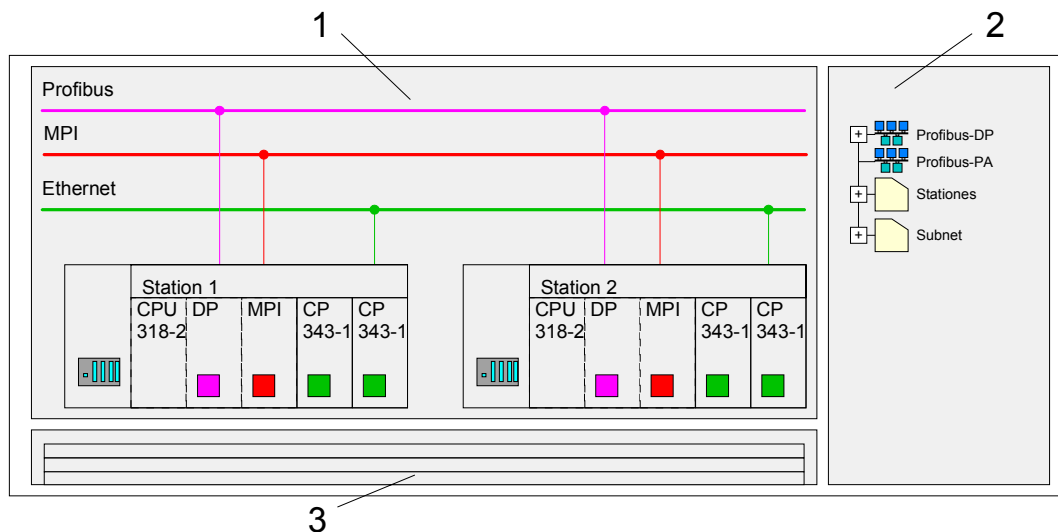 1
2
Profibus
MPI
Ethernet
Profibus-DP
Profibus-PA
Stationes
Subnet
Station 1
CPU DP MPI CP CP
318-2 343-1 343-1
Station 2
CPU DP MPI CP CP
318-2 343-1 343-1
3